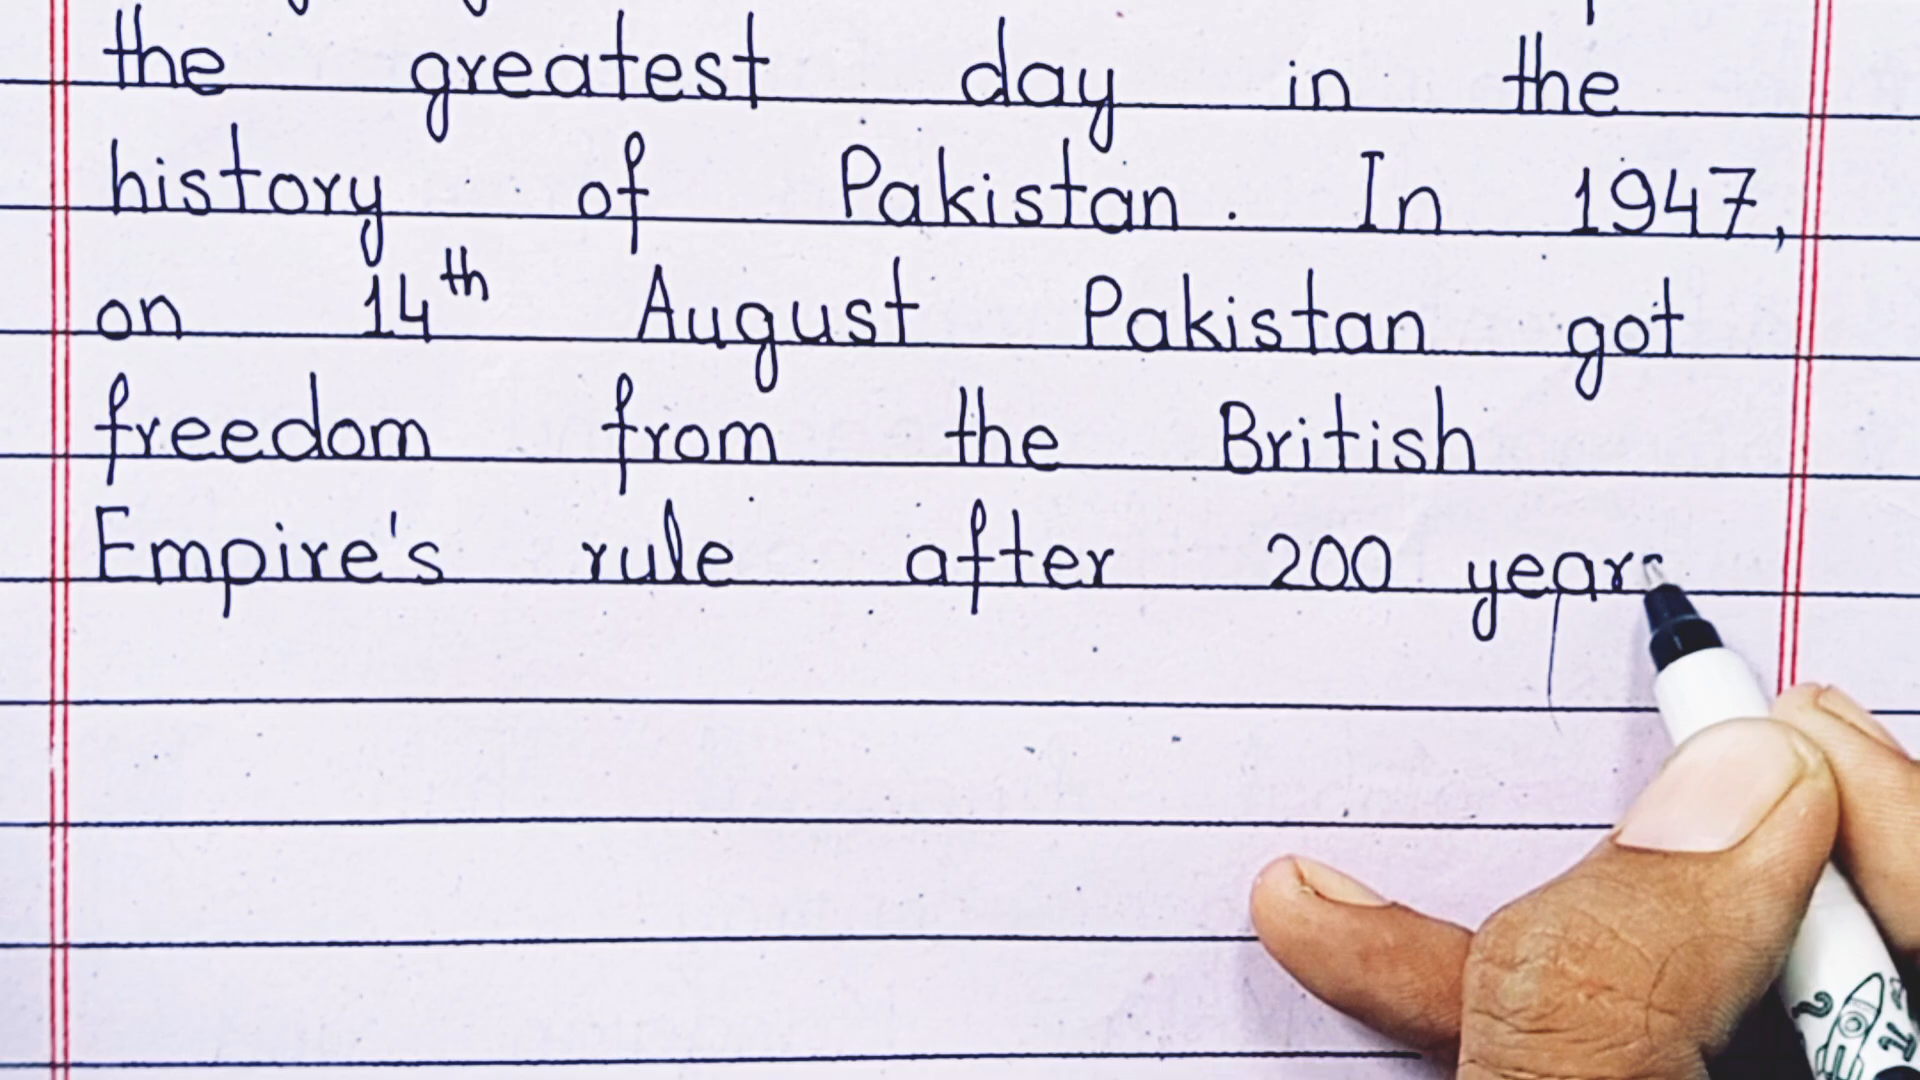 the greatest day in the
history of Pakistan. In 1947,
on 14th August Pakistan got
freedom from the British
Empire's rule after 200 years